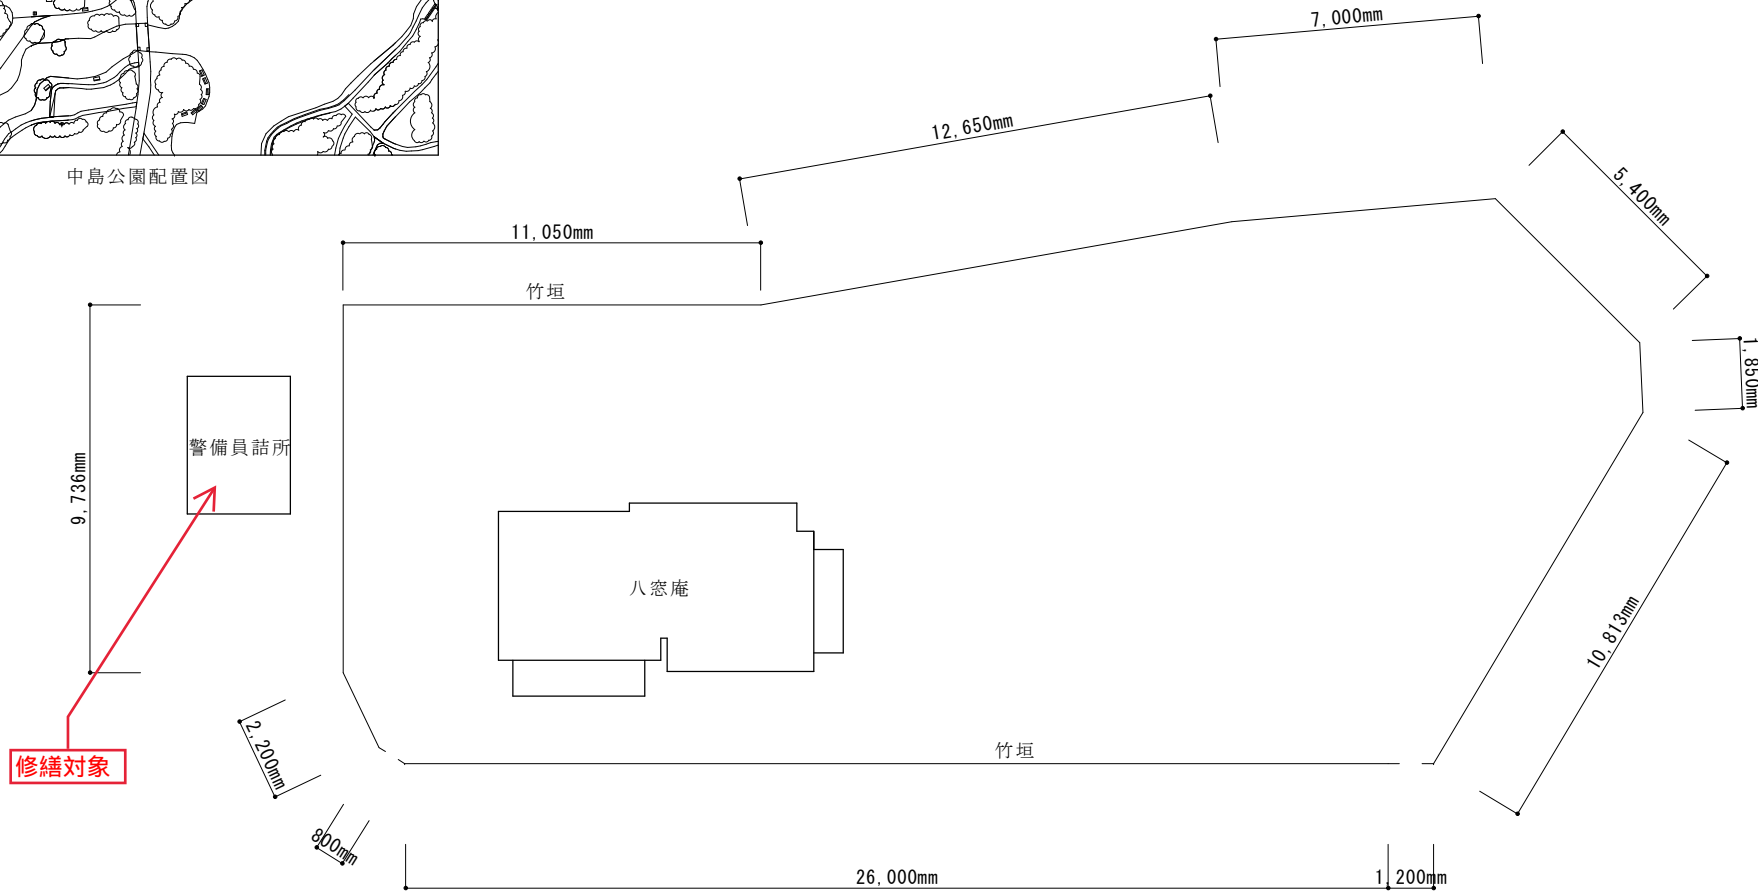 7,000mm
12,650mm
中島公園配置図
5,400mm
11,050mm
竹垣
1,850mm
警備員詰所
9,736mm
八窓庵
10,813mm
竹垣
2,200mm
修繕対象
800mm
26,000mm
1,200mm